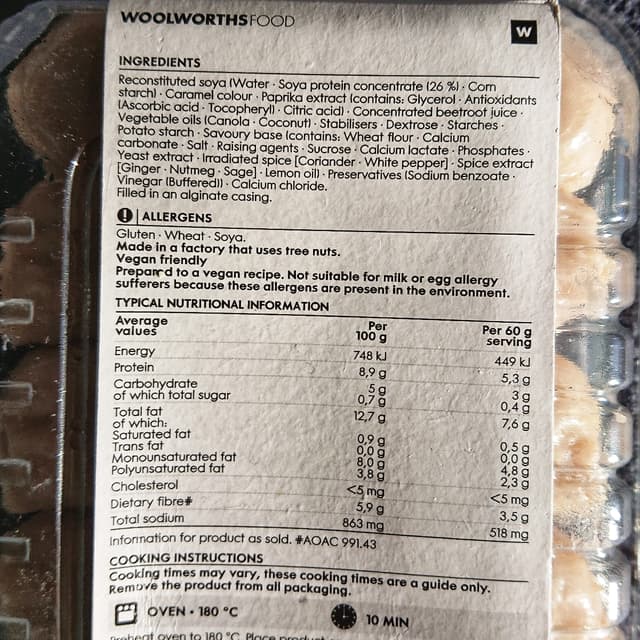 WOOLWORTHS FOOD
W
INGREDIENTS
Reconstituted soya (Water · Soya protein concentrate (26 %) · Corn
starch) · Caramel colour · Paprika extract (contains: Glycerol · Antioxidants
(Ascorbic acid · Tocopheryl) · Citric acid) · Concentrated beetroot juice ·
Vegetable oils (Canola · Coconut) · Stabilisers · Dextrose · Starches ·
Potato starch · Savoury base (contains: Wheat flour · Calcium
carbonate · Salt · Raising agents · Sucrose · Calcium lactate · Phosphates ·
Yeast extract · Irradiated spice [Coriander · White pepper] · Spice extract
[Ginger · Nutmeg · Sage] · Lemon oil) · Preservatives (Sodium benzoate ·
Vinegar (Buffered)) · Calcium chloride.
Filled in an alginate casing.
! ALLERGENS
Gluten · Wheat · Soya.
Made in a factory that uses tree nuts.
Vegan friendly
Prepared to a vegan recipe. Not suitable for milk or egg allergy
sufferers because these allergens are present in the environment.
TYPICAL NUTRITIONAL INFORMATION
Average values Per 100 g Per 60 g serving
Energy 748 kJ 449 kJ
Protein 8,9 g 5,3 g
Carbohydrate 5 g 3 g
of which total sugar 0,7 g 0,4 g
Total fat 12,7 g 7,6 g
of which:
Saturated fat 0,9 g 0,5 g
Trans fat 0,0 g 0,0 g
Monounsaturated fat 8,0 g 4,8 g
Polyunsaturated fat 3,8 g 2,3 g
Cholesterol <5 mg <5 mg
Dietary fibre# 5,9 g 3,5 g
Total sodium 863 mg 518 mg
Information for product as sold. #AOAC 991.43
COOKING INSTRUCTIONS
Cooking times may vary, these cooking times are a guide only.
Remove the product from all packaging.
OVEN · 180 °C 10 MIN
Preheat oven to 180 °C. Place product